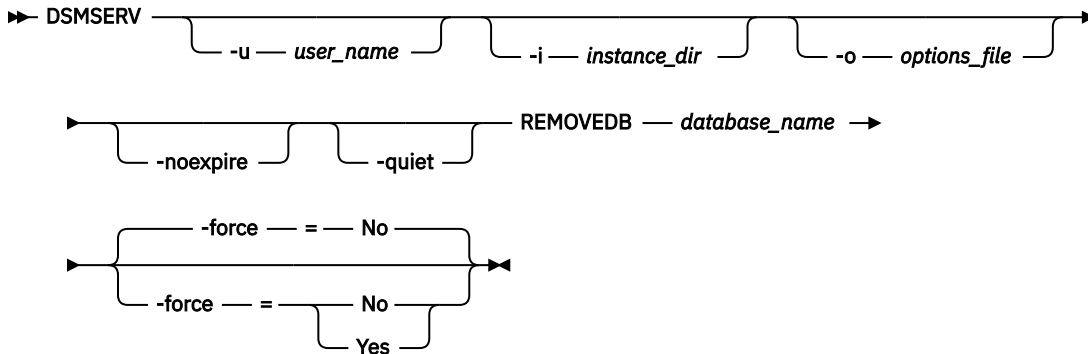 DSMSERV
-u user_name
-i instance_dir
-o options_file
-noexpire
-quiet
REMOVEDB database_name
-force = No
-force = No
Yes